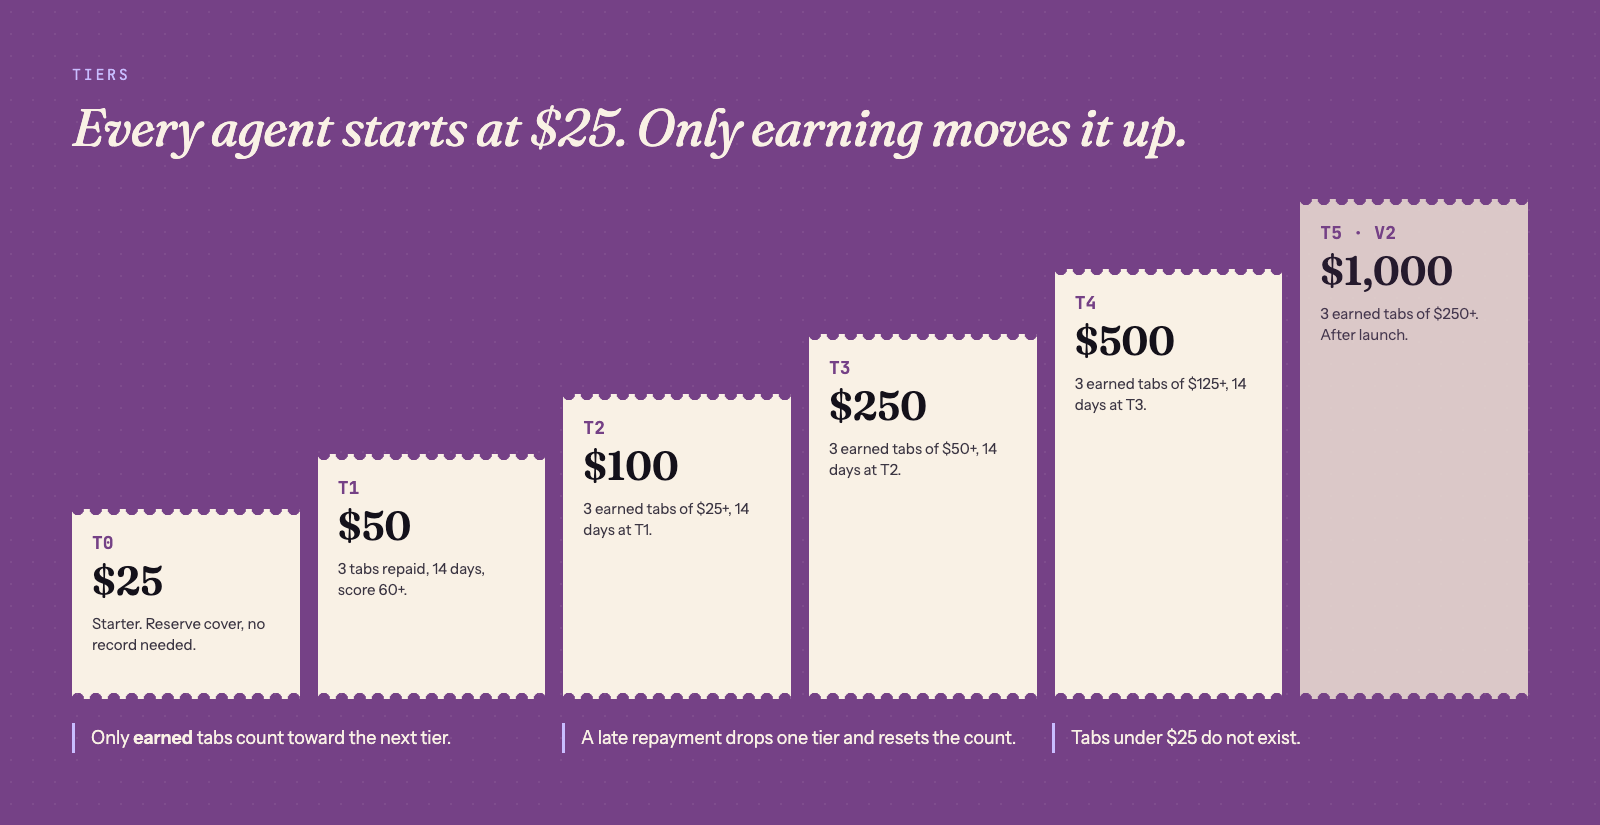 TIERS
Every agent starts at $25. Only earning moves it up.
T0
$25
Starter. Reserve cover, no
record needed.
T1
$50
3 tabs repaid, 14 days,
score 60+.
T2
$100
3 earned tabs of $25+, 14
days at T1.
T3
$250
3 earned tabs of $50+, 14
days at T2.
T4
$500
3 earned tabs of $125+, 14
days at T3.
T5 · V2
$1,000
3 earned tabs of $250+.
After launch.
Only earned tabs count toward the next tier.
A late repayment drops one tier and resets the count.
Tabs under $25 do not exist.